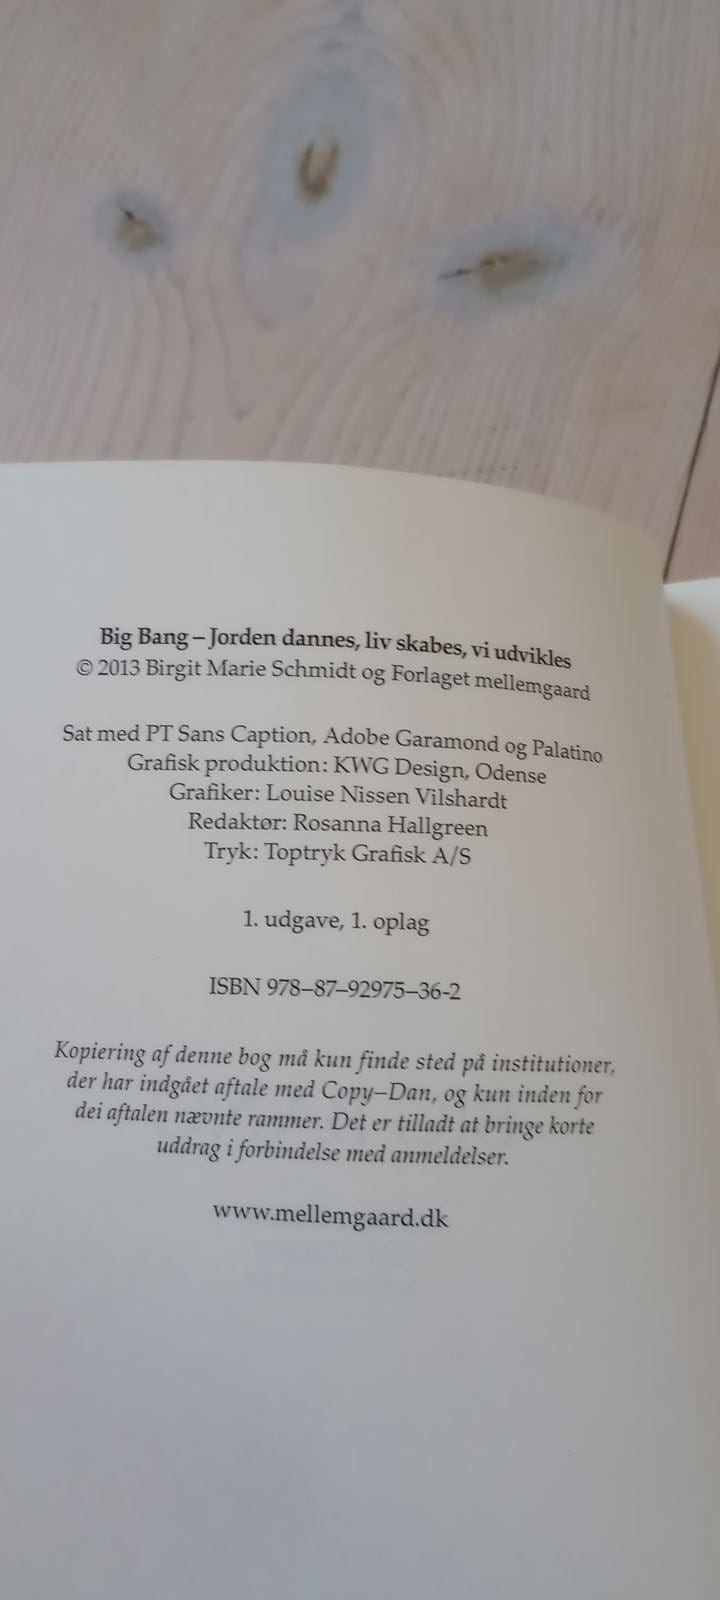 Big Bang – Jorden dannes, liv skabes, vi udvikles
© 2013 Birgit Marie Schmidt og Forlaget mellemgaard
Sat med PT Sans Caption, Adobe Garamond og Palatino
Grafisk produktion: KWG Design, Odense
Grafiker: Louise Nissen Vilshardt
Redaktør: Rosanna Hallgreen
Tryk: Toptryk Grafisk A/S
1. udgave, 1. oplag
ISBN 978–87–92975–36-2
Kopiering af denne bog må kun finde sted på institutioner,
der har indgået aftale med Copy–Dan, og kun inden for
dei aftalen nævnte rammer. Det er tilladt at bringe korte
uddrag i forbindelse med anmeldelser.
www.mellemgaard.dk